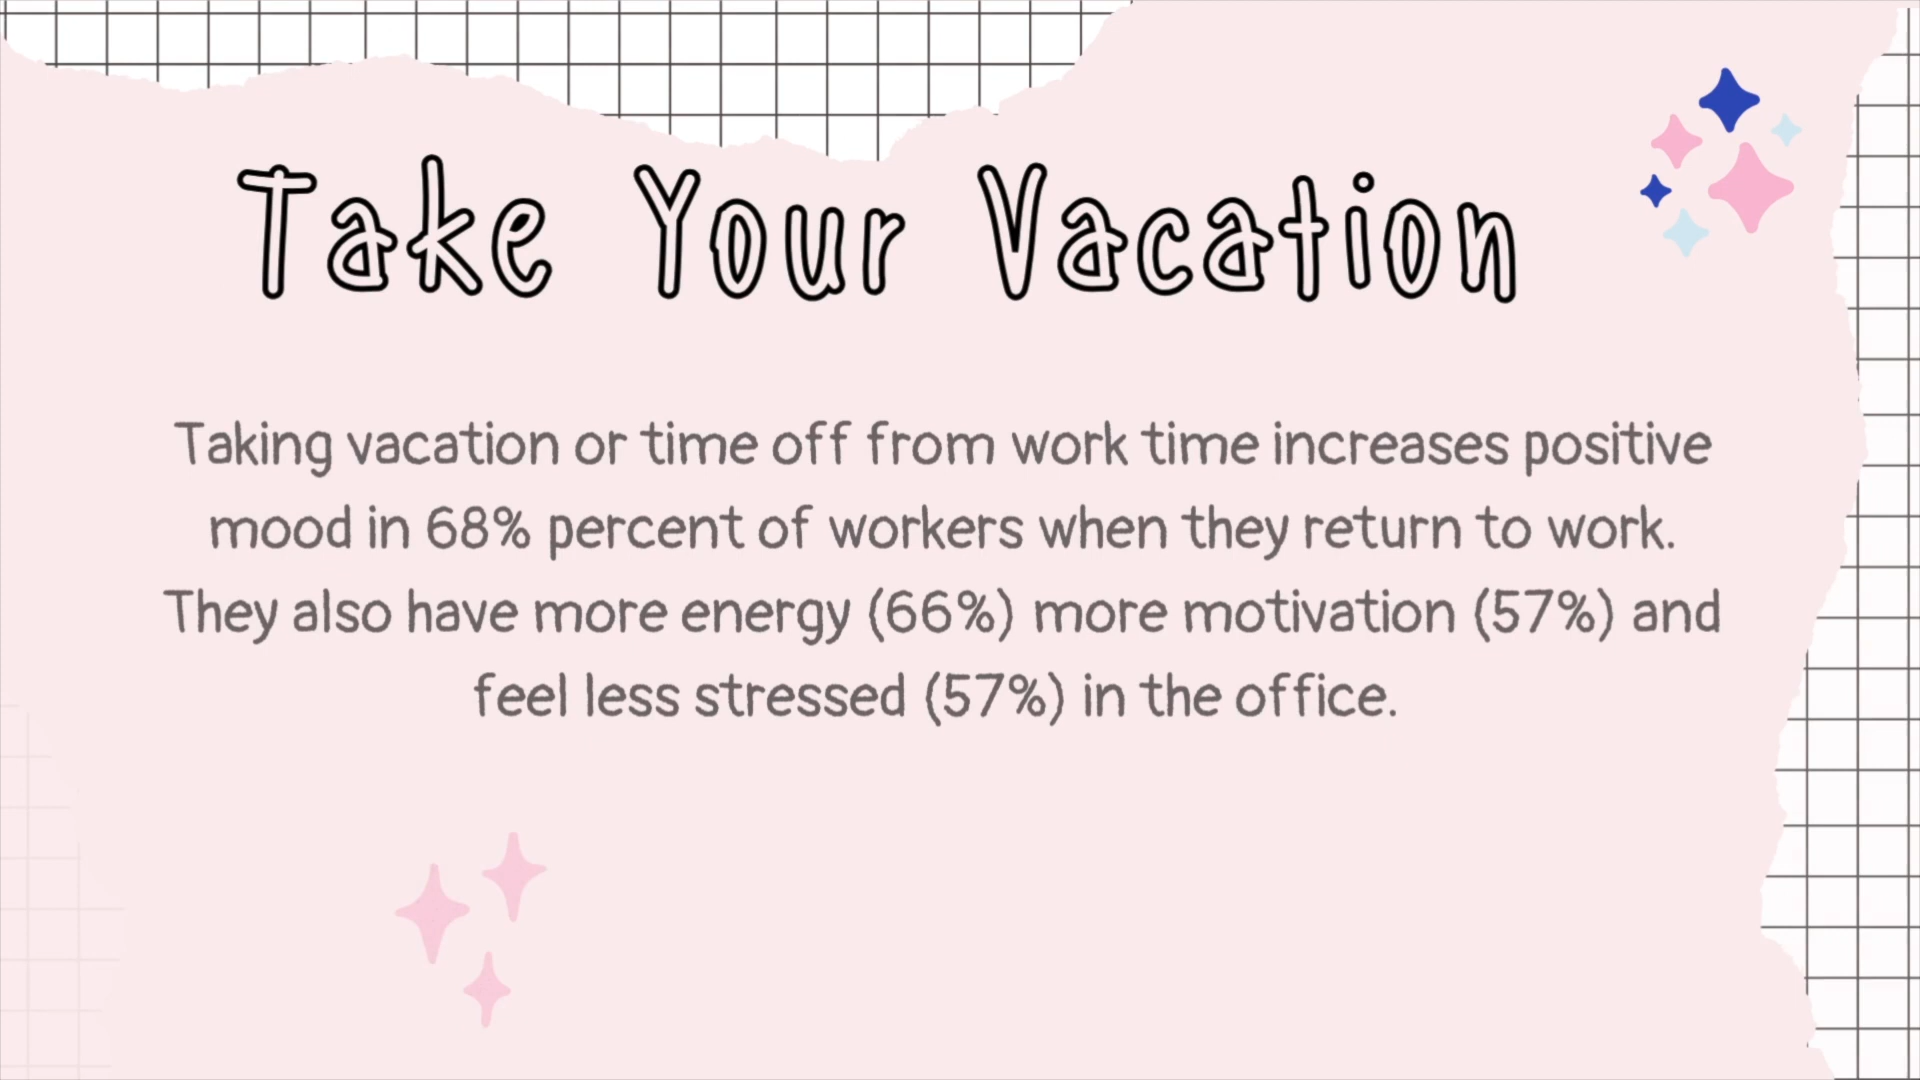 Take Your Vacation
Taking vacation or time off from work time increases positive
mood in 68% percent of workers when they return to work.
They also have more energy (66%) more motivation (57%) and
feel less stressed (57%) in the office.